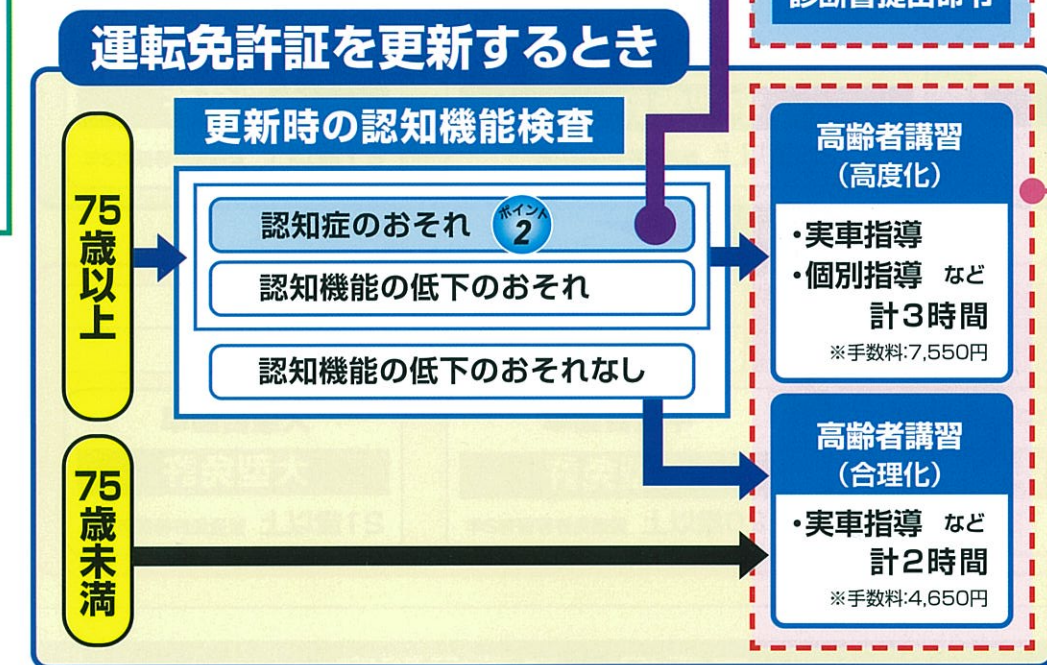 運転免許証を更新するとき
更新時の認知機能検査
75歳以上
認知症のおそれ
ポイント
2
認知機能の低下のおそれ
認知機能の低下のおそれなし
75歳未満
高齢者講習
(高度化)
・実車指導
・個別指導 など
計3時間
※手数料:7,550円
高齢者講習
(合理化)
・実車指導 など
計2時間
※手数料:4,650円